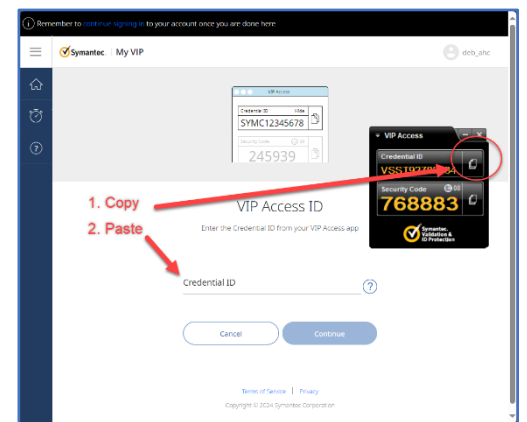 Remember to continue signing in to your account once you are done here
Symantec. My VIP
deb_ahc
VIP Access
Credential ID Hide
SYMC12345678
Security Code
245939
VIP Access
Credential ID
Security Code
768883
Symantec.
Validation &
ID Protection
1. Copy
2. Paste
VIP Access ID
Enter the Credential ID from your VIP Access app
Credential ID
?
Cancel Continue
Terms of Service | Privacy
Copyright © 2024 Symantec Corporation